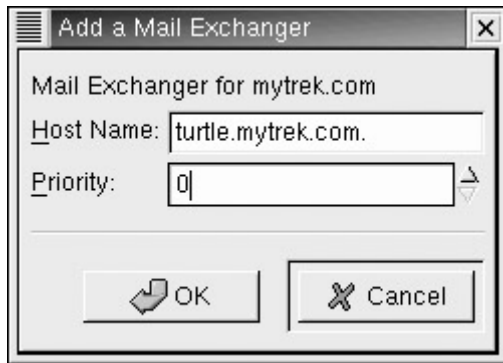 Add a Mail Exchanger
Mail Exchanger for mytrek.com
Host Name: turtle.mytrek.com.
Priority: 0
OK Cancel